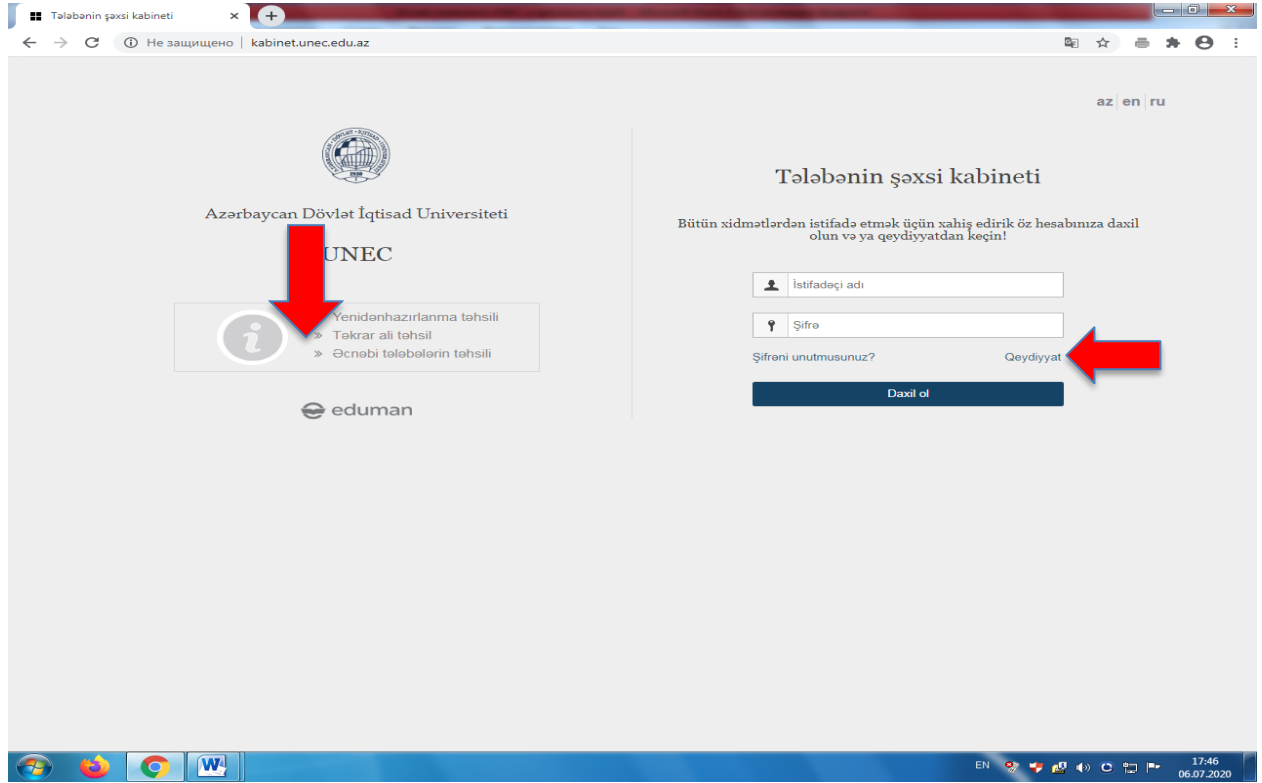 Tələbənin şəxsi kabineti
Не защищено | kabinet.unec.edu.az
az en ru
Azərbaycan Dövlət İqtisad Universiteti
UNEC
Yenidənhazırlanma təhsili
» Təkrar ali təhsil
» Əcnəbi tələbələrin təhsili
eduman
Tələbənin şəxsi kabineti
Bütün xidmətlərdən istifadə etmək üçün xahiş edirik öz hesabınıza daxil
olun və ya qeydiyyatdan keçin!
İstifadəçi adı
Şifrə
Şifrəni unutmusunuz? Qeydiyyat
Daxil ol
EN
17:46
06.07.2020